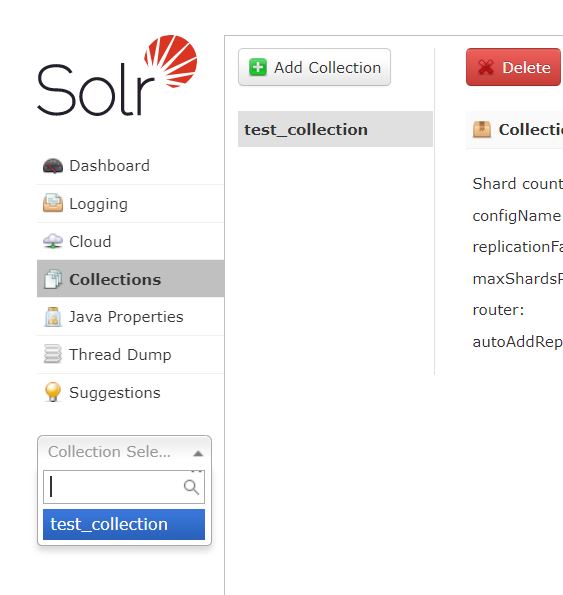 Solr
Dashboard
Logging
Cloud
Collections
Java Properties
Thread Dump
Suggestions
Collection Sele...
test_collection
Add Collection
test_collection
Delete
Collectio
Shard count
configName
replicationFa
maxShards
router:
autoAddRep